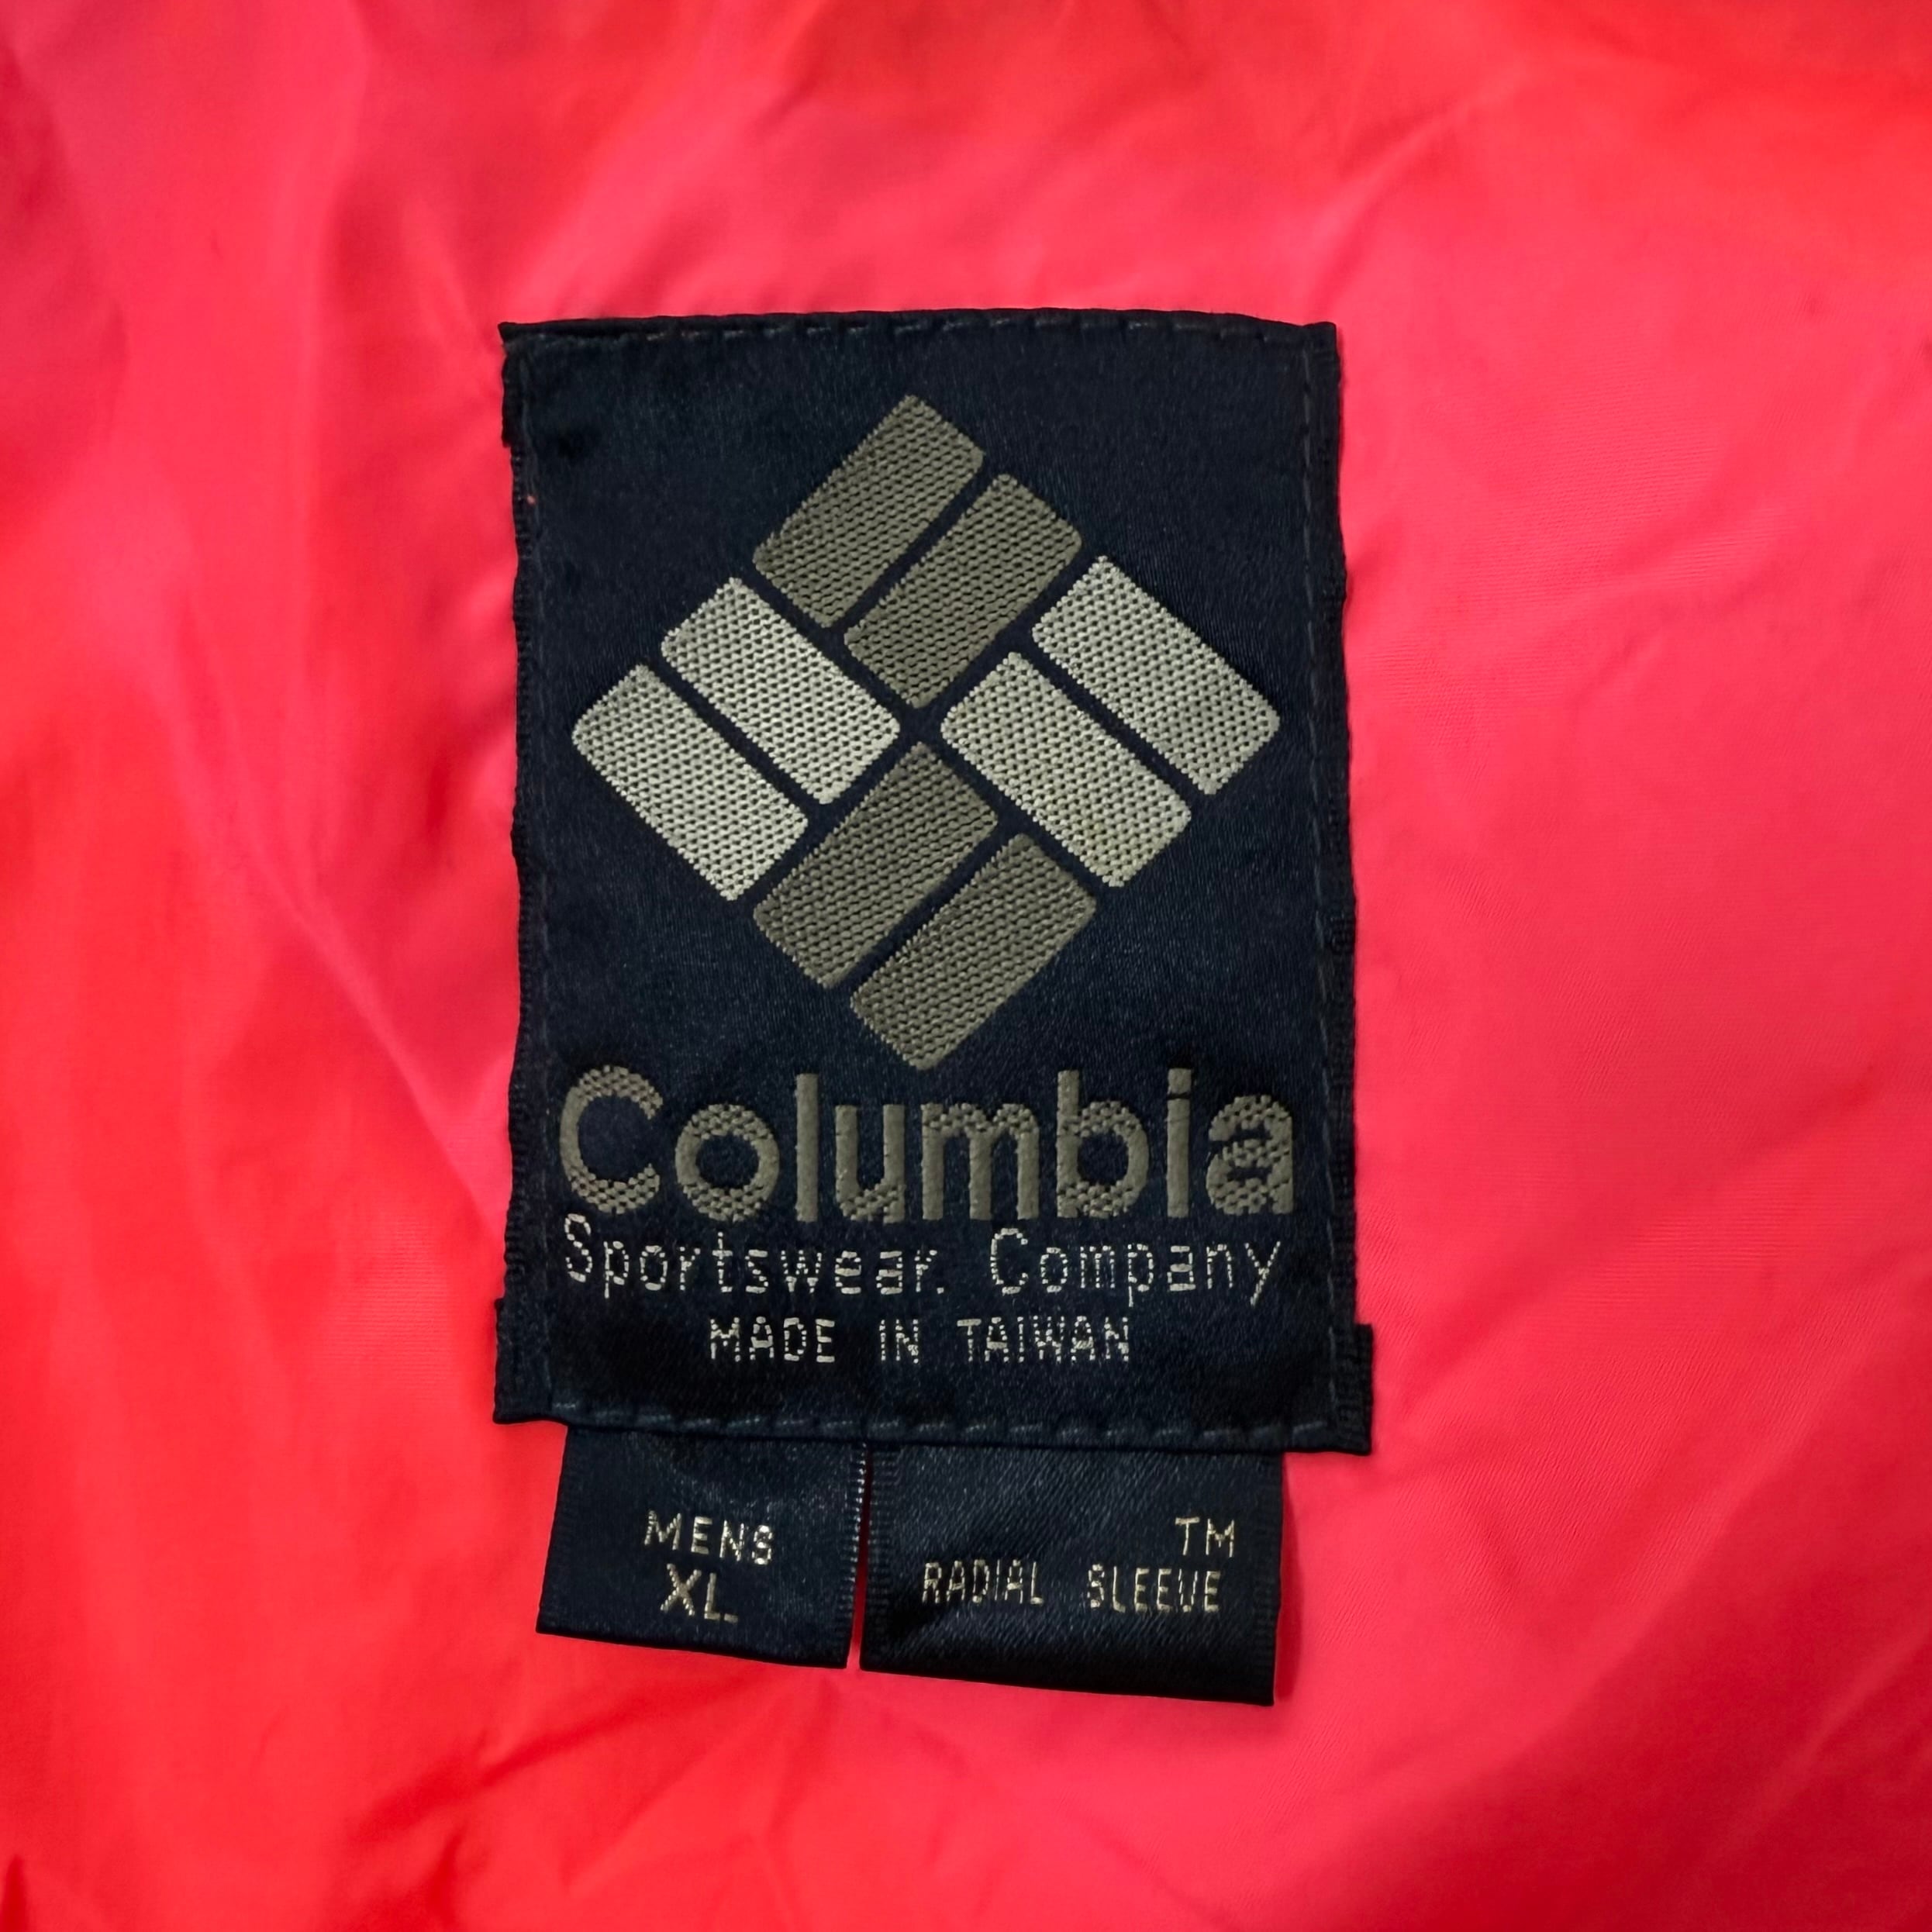 Columbia
Sportswear. Company
MADE IN TAIWAN
MENS
XL
TM
RADIAL SLEEVE